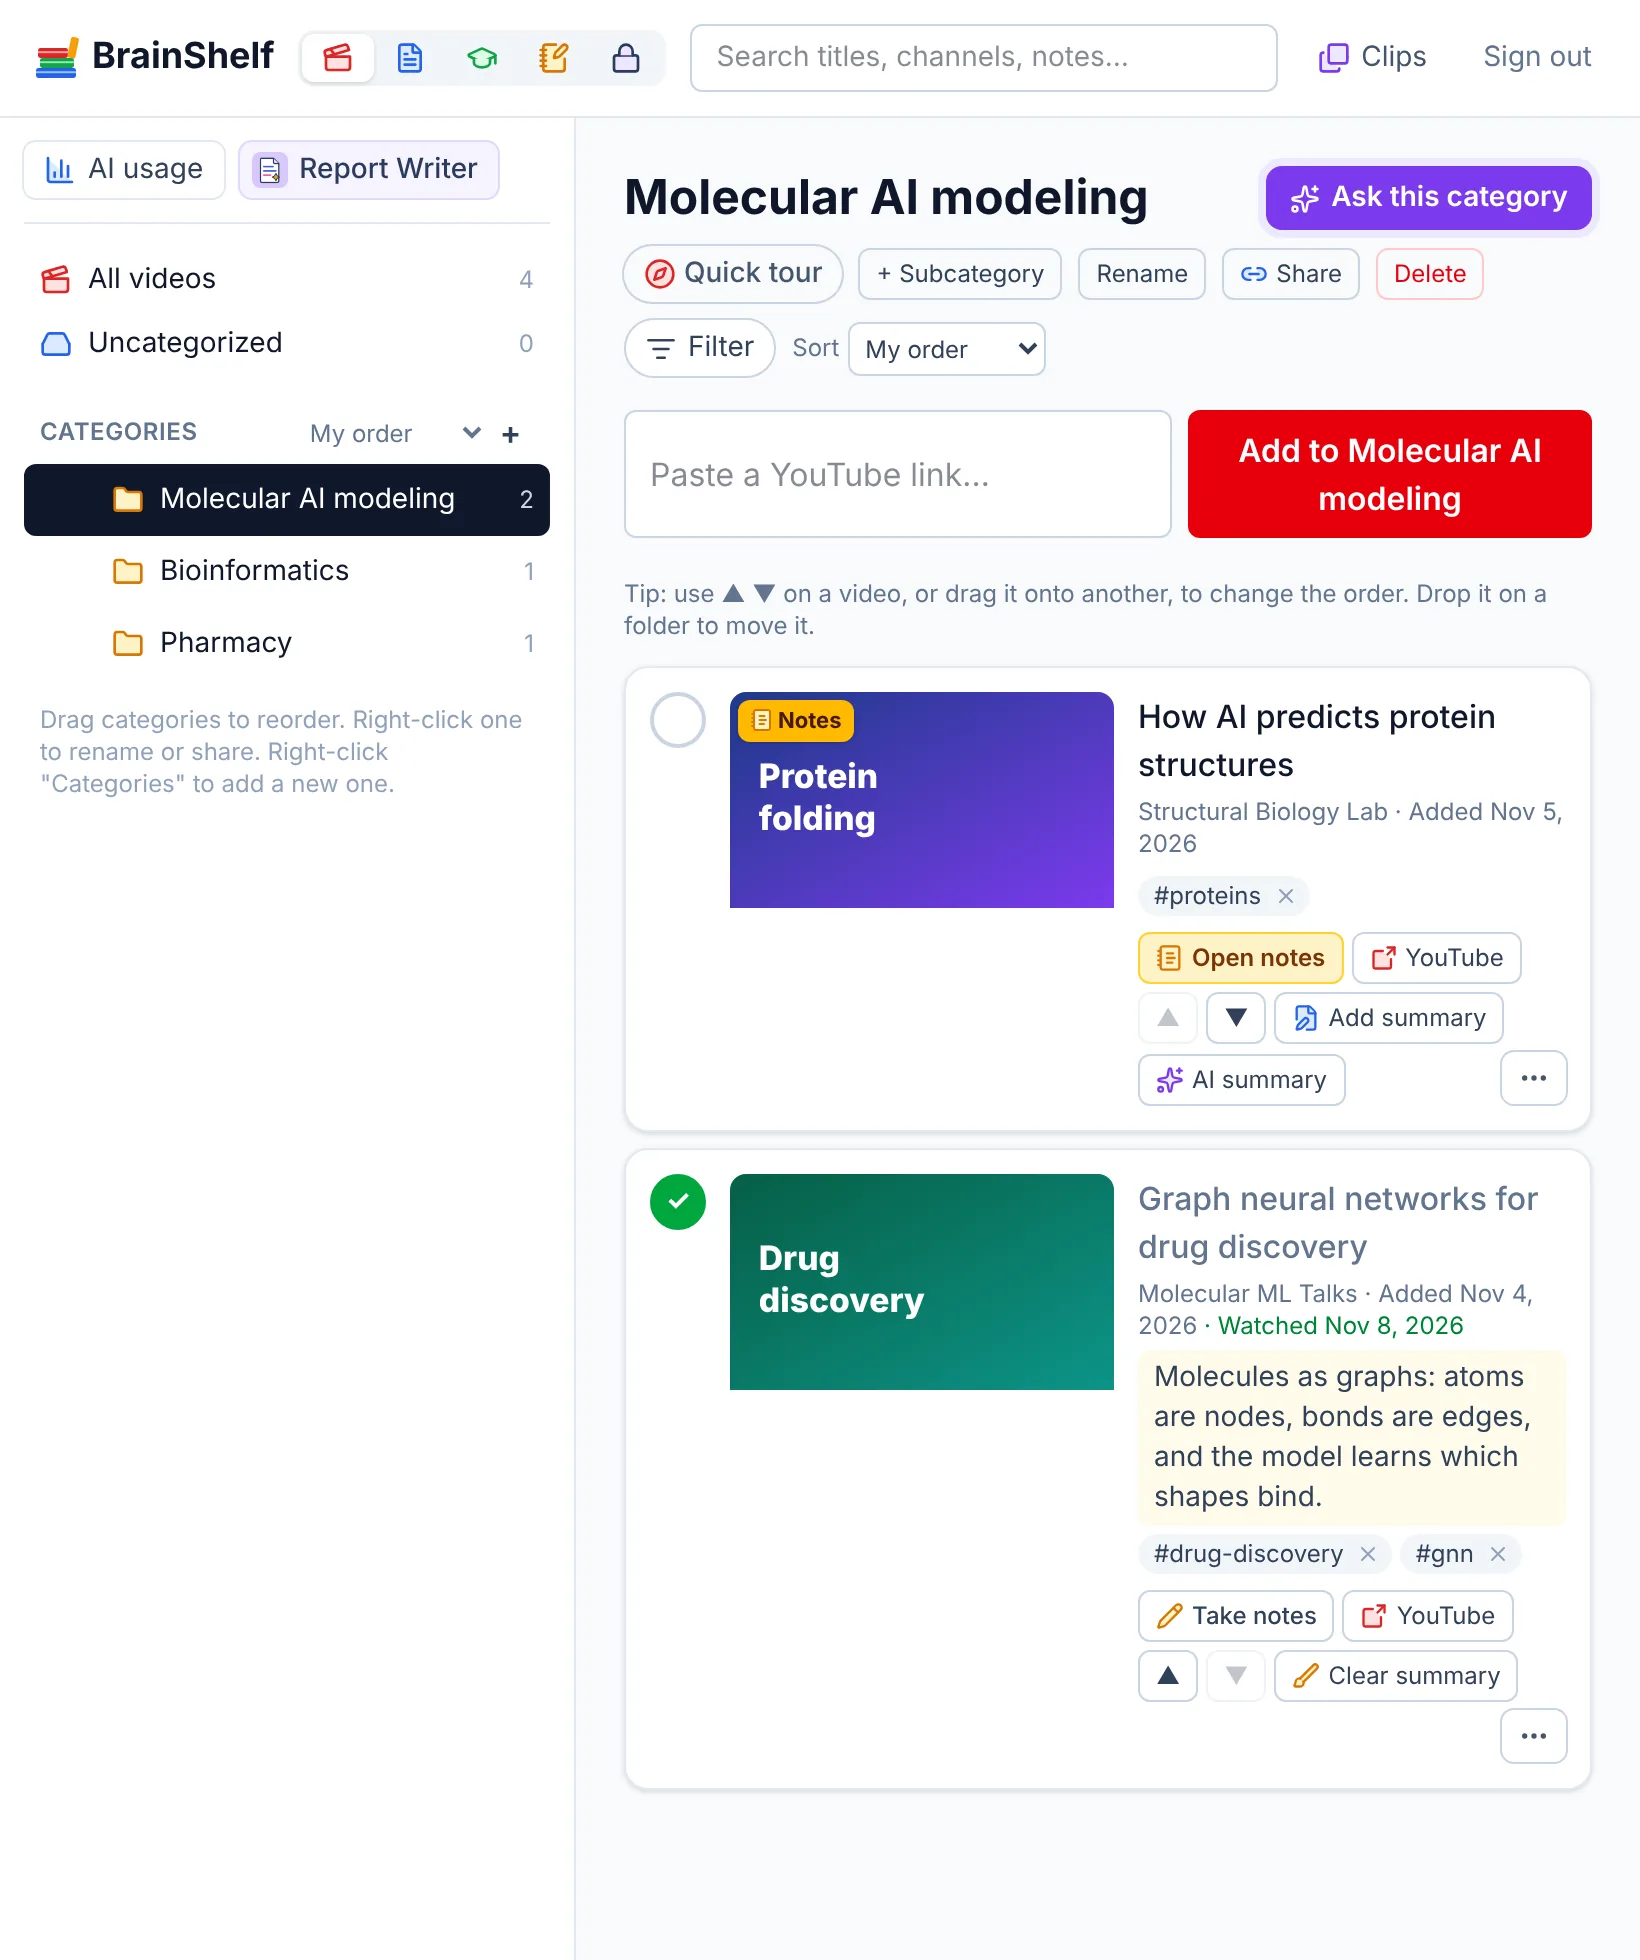 BrainShelf
Search titles, channels, notes...
Clips
Sign out
AI usage
Report Writer
All videos
4
Uncategorized
0
CATEGORIES
My order
+
Molecular AI modeling
2
Bioinformatics
1
Pharmacy
1
Drag categories to reorder. Right-click one
to rename or share. Right-click
"Categories" to add a new one.
Molecular AI modeling
Ask this category
Quick tour
+ Subcategory
Rename
Share
Delete
Filter
Sort
My order
Paste a YouTube link...
Add to Molecular AI
modeling
Tip: use ▲ ▼ on a video, or drag it onto another, to change the order. Drop it on a
folder to move it.
Notes
Protein
folding
How AI predicts protein
structures
Structural Biology Lab · Added Nov 5,
2026
#proteins ×
Open notes
YouTube
▲
▼
Add summary
AI summary
···
Drug
discovery
Graph neural networks for
drug discovery
Molecular ML Talks · Added Nov 4,
2026 · Watched Nov 8, 2026
Molecules as graphs: atoms
are nodes, bonds are edges,
and the model learns which
shapes bind.
#drug-discovery ×
#gnn ×
Take notes
YouTube
▲
▼
Clear summary
···